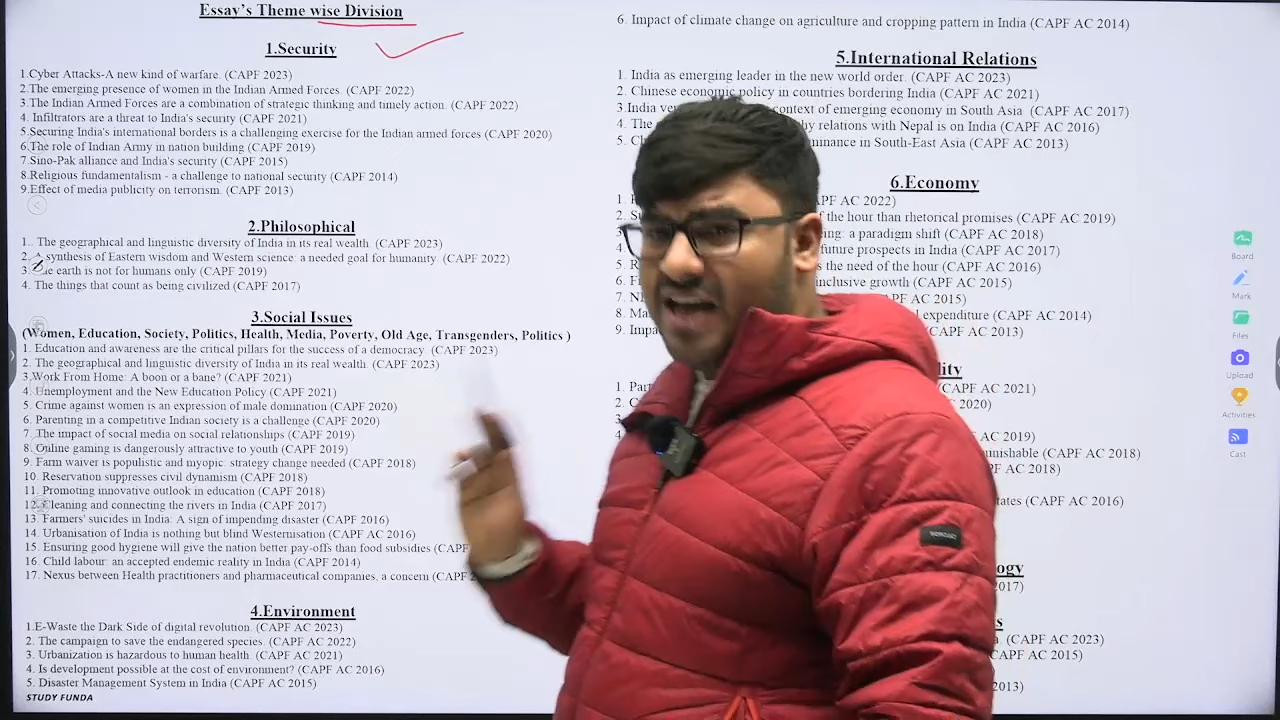 Essay's Theme wise Division
1.Security
1.Cyber Attacks-A new kind of warfare. (CAPF 2023)
2.The emerging presence of women in the Indian Armed Forces. (CAPF 2022)
3.The Indian Armed Forces are a combination of strategic thinking and timely action. (CAPF 2022)
4. Infiltrators are a threat to India's security (CAPF 2021)
5.Securing India's international borders is a challenging exercise for the Indian armed forces (CAPF 2020)
6.The role of Indian Army in nation building (CAPF 2019)
7.Sino-Pak alliance and India's security (CAPF 2015)
8.Religious fundamentalism - a challenge to national security (CAPF 2014)
9.Effect of media publicity on terrorism. (CAPF 2013)
2.Philosophical
1.. The geographical and linguistic diversity of India in its real wealth. (CAPF 2023)
2. A synthesis of Eastern wisdom and Western science: a needed goal for humanity. (CAPF 2022)
3. The earth is not for humans only (CAPF 2019)
4. The things that count as being civilized (CAPF 2017)
3.Social Issues
(Women, Education, Society, Politics, Health, Media, Poverty, Old Age, Transgenders, Politics )
1. Education and awareness are the critical pillars for the success of a democracy. (CAPF 2023)
2. The geographical and linguistic diversity of India in its real wealth. (CAPF 2023)
3.Work From Home: A boon or a bane? (CAPF 2021)
4. Unemployment and the New Education Policy (CAPF 2021)
5. Crime against women is an expression of male domination (CAPF 2020)
6. Parenting in a competitive Indian society is a challenge (CAPF 2020)
7. The impact of social media on social relationships (CAPF 2019)
8. Online gaming is dangerously attractive to youth (CAPF 2019)
9. Farm waiver is populistic and myopic: strategy change needed (CAPF 2018)
10. Reservation suppresses civil dynamism (CAPF 2018)
11. Promoting innovative outlook in education (CAPF 2018)
12. Cleaning and connecting the rivers in India (CAPF 2017)
13. Farmers' suicides in India: A sign of impending disaster (CAPF 2016)
14. Urbanisation of India is nothing but blind Westernisation (CAPF AC 2016)
15. Ensuring good hygiene will give the nation better pay-offs than food subsidies (CAPF
16. Child labour: an accepted endemic reality in India (CAPF 2014)
17. Nexus between Health practitioners and pharmaceutical companies, a concern (CAPF
4.Environment
1.E-Waste the Dark Side of digital revolution. (CAPF AC 2023)
2. The campaign to save the endangered species. (CAPF AC 2022)
3. Urbanization is hazardous to human health (CAPF AC 2021)
4. Is development possible at the cost of environment? (CAPF AC 2016)
5. Disaster Management System in India (CAPF AC 2015)
STUDY FUNDA
6. Impact of climate change on agriculture and cropping pattern in India (CAPF AC 2014)
5.International Relations
1. India as emerging leader in the new world order. (CAPF AC 2023)
2. Chinese economic policy in countries bordering India (CAPF AC 2021)
3.India context of emerging economy in South Asia (CAPF AC 2017)
4. The hy relations with Nepal is on India (CAPF AC 2016)
5. minance in South-East Asia (CAPF AC 2013)
6.Economy
1. PF AC 2022)
2. f the hour than rhetorical promises (CAPF AC 2019)
ing: a paradigm shift (CAPF AC 2018)
4. future prospects in India (CAPF AC 2017)
5. s the need of the hour (CAPF AC 2016)
6. inclusive growth (CAPF AC 2015)
7. PF AC 2015)
8. Ma l expenditure (CAPF AC 2014)
9. Impa (CAPF AC 2013)
lity
1. Part CAPF AC 2021)
2. C 2020)
AC 2019)
unishable (CAPF AC 2018)
PF AC 2018)
tates (CAPF AC 2016)
ogy
2017)
s
a. (CAPF AC 2023)
AC 2015)
2013)
Board
Mark
Files
Upload
Activities
Cast